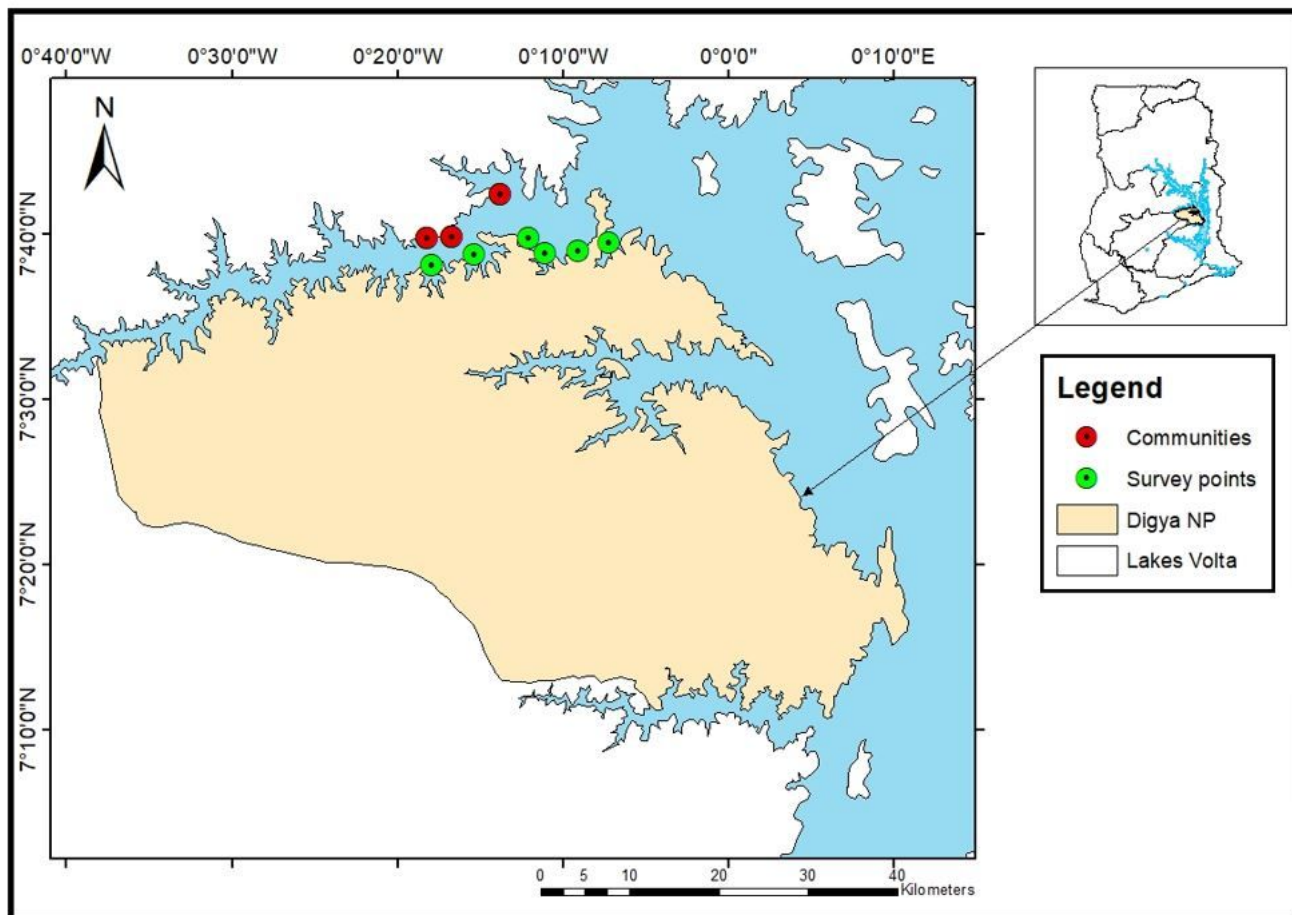 0°40'0"W 0°30'0"W 0°20'0"W 0°10'0"W 0°0'0" 0°10'0"E
N
7°40'0"N
7°30'0"N
7°20'0"N
7°10'0"N
Legend
Communities
Survey points
Digya NP
Lakes Volta
0 5 10 20 30 40
Kilometers